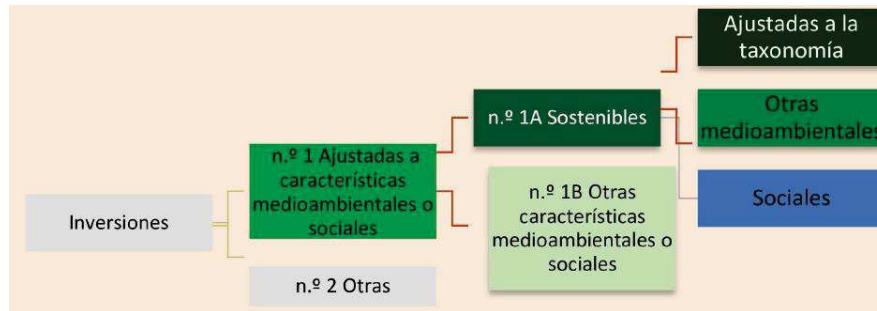 Inversiones
n.º 1 Ajustadas a
características
medioambientales o
sociales
n.º 2 Otras
n.º 1A Sostenibles
n.º 1B Otras
características
medioambientales o
sociales
Ajustadas a la
taxonomía
Otras
medioambientales
Sociales